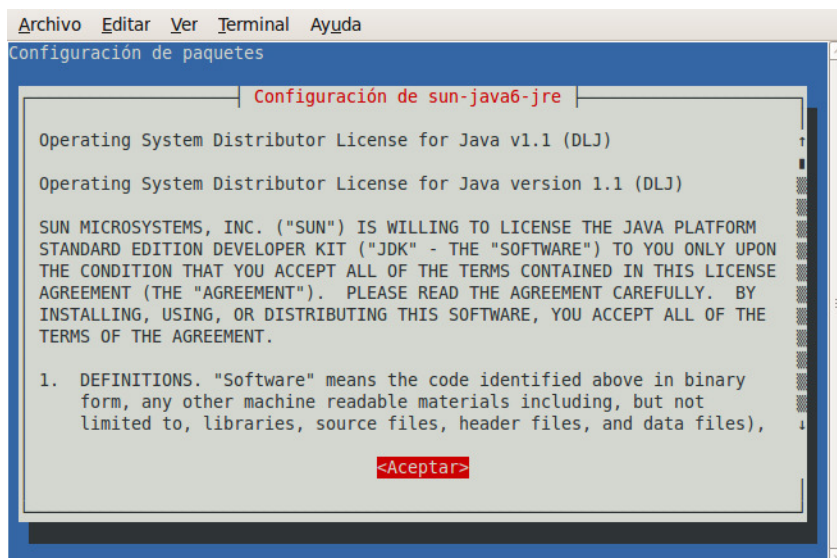 Archivo Editar Ver Terminal Ayuda
Configuración de paquetes
Configuración de sun-java6-jre
Operating System Distributor License for Java v1.1 (DLJ)
Operating System Distributor License for Java version 1.1 (DLJ)
SUN MICROSYSTEMS, INC. ("SUN") IS WILLING TO LICENSE THE JAVA PLATFORM
STANDARD EDITION DEVELOPER KIT ("JDK" - THE "SOFTWARE") TO YOU ONLY UPON
THE CONDITION THAT YOU ACCEPT ALL OF THE TERMS CONTAINED IN THIS LICENSE
AGREEMENT (THE "AGREEMENT").  PLEASE READ THE AGREEMENT CAREFULLY.  BY
INSTALLING, USING, OR DISTRIBUTING THIS SOFTWARE, YOU ACCEPT ALL OF THE
TERMS OF THE AGREEMENT.
1.  DEFINITIONS. "Software" means the code identified above in binary
form, any other machine readable materials including, but not
limited to, libraries, source files, header files, and data files),
<Aceptar>